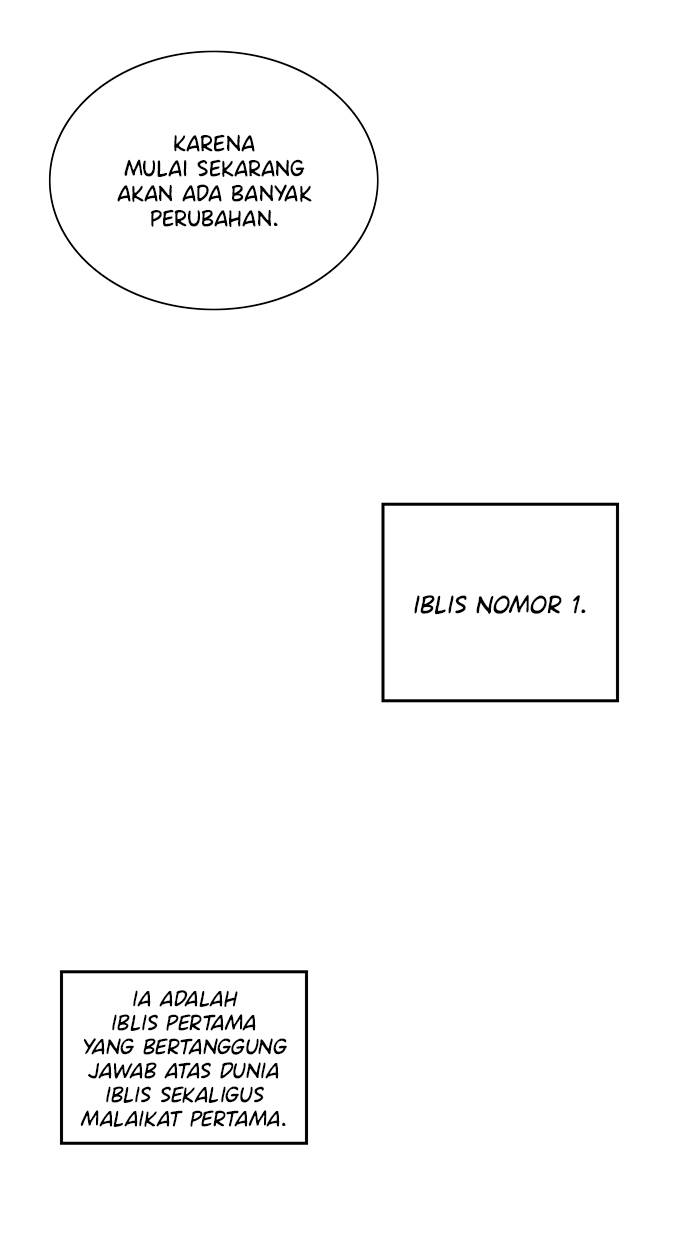 KARENA
MULAI SEKARANG
AKAN ADA BANYAK
PERUBAHAN.
IBLIS NOMOR 1.
IA ADALAH
IBLIS PERTAMA
YANG BERTANGGUNG
JAWAB ATAS DUNIA
IBLIS SEKALIGUS
MALAIKAT PERTAMA.